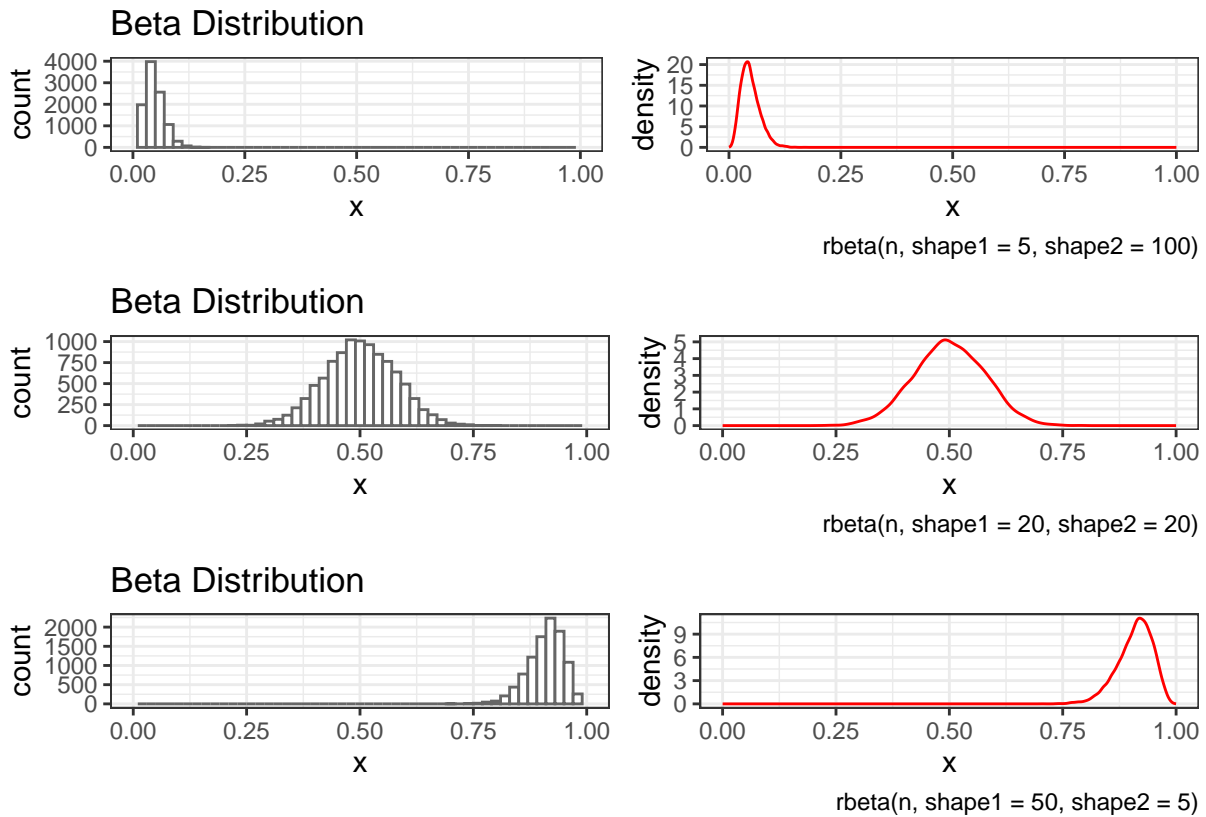 Beta Distribution
count
4000
3000
2000
1000
0
0.00 0.25 0.50 0.75 1.00
x
density
20
15
10
5
0
0.00 0.25 0.50 0.75 1.00
x
rbeta(n, shape1 = 5, shape2 = 100)
Beta Distribution
count
1000
750
500
250
0
0.00 0.25 0.50 0.75 1.00
x
density
5
4
3
2
1
0
0.00 0.25 0.50 0.75 1.00
x
rbeta(n, shape1 = 20, shape2 = 20)
Beta Distribution
count
2000
1500
1000
500
0
0.00 0.25 0.50 0.75 1.00
x
density
9
6
3
0
0.00 0.25 0.50 0.75 1.00
x
rbeta(n, shape1 = 50, shape2 = 5)